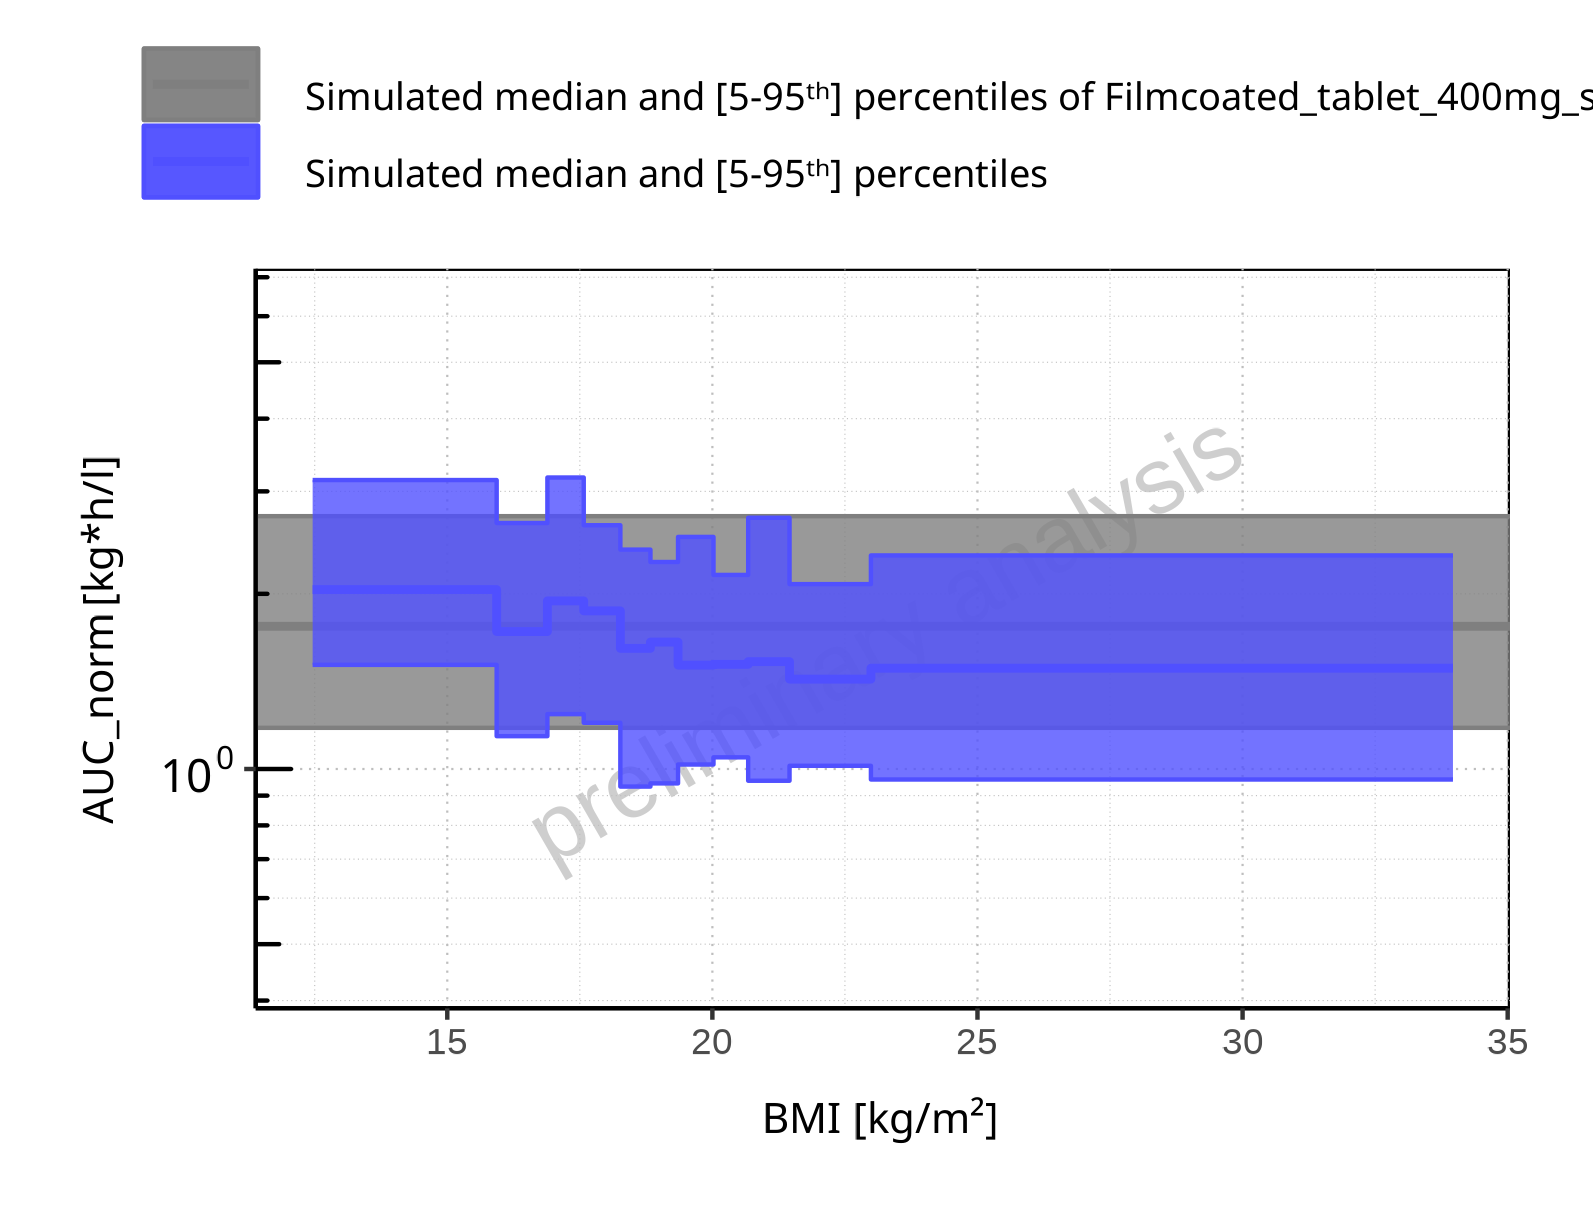 Simulated median and [5-95ᵗʰ] percentiles of Filmcoated_tablet_400mg_s
Simulated median and [5-95ᵗʰ] percentiles
AUC_norm [kg*h/l]
10⁰
preliminary analysis
15 20 25 30 35
BMI [kg/m²]